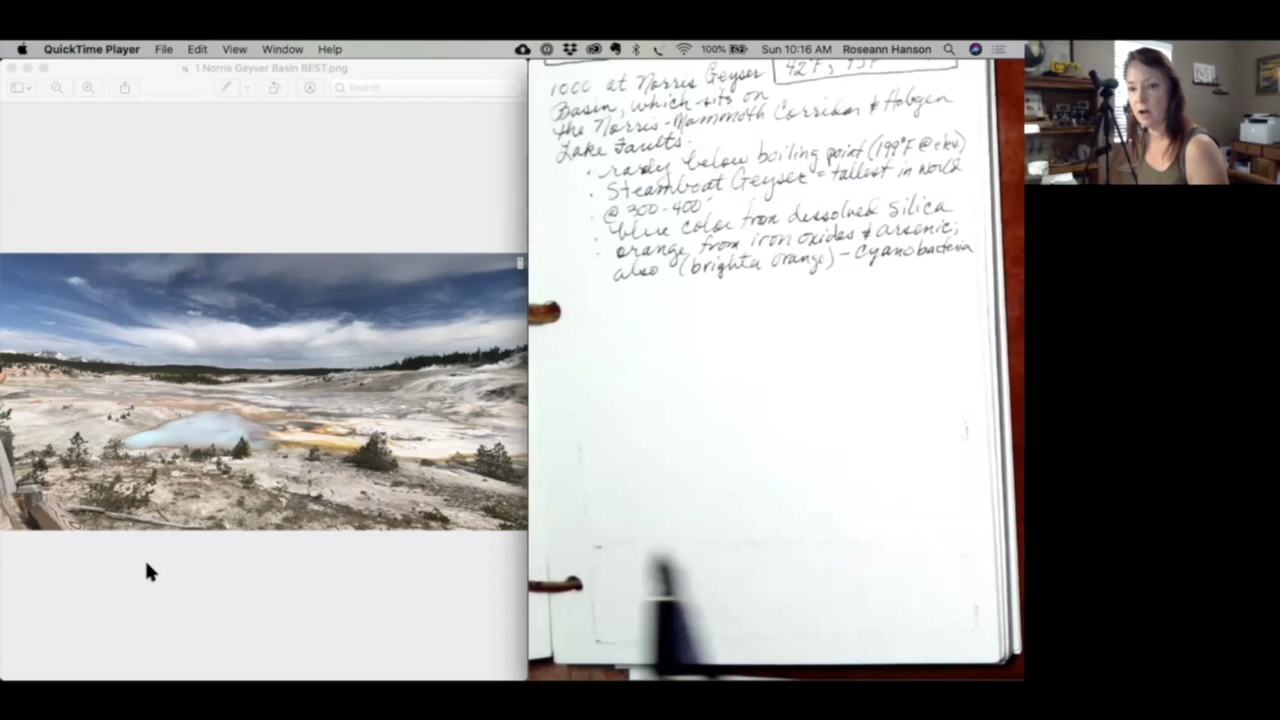 QuickTime Player File Edit View Window Help 100% Sun 10:16 AM Roseann Hanson
1 Norris Geyser Basin BEST.png
Search
42°F,
1000 at Norris Geyser
Basin, which sits on
the Norris-Mammoth Corridor & Hebgen
Lake Faults.
• rarely below boiling point (199°F @ elev)
• Steamboat Geyser = tallest in world
@ 300-400'
• blue color from dissolved silica
• orange from iron oxides & arsenic;
also (brighter orange) - cyanobacteria